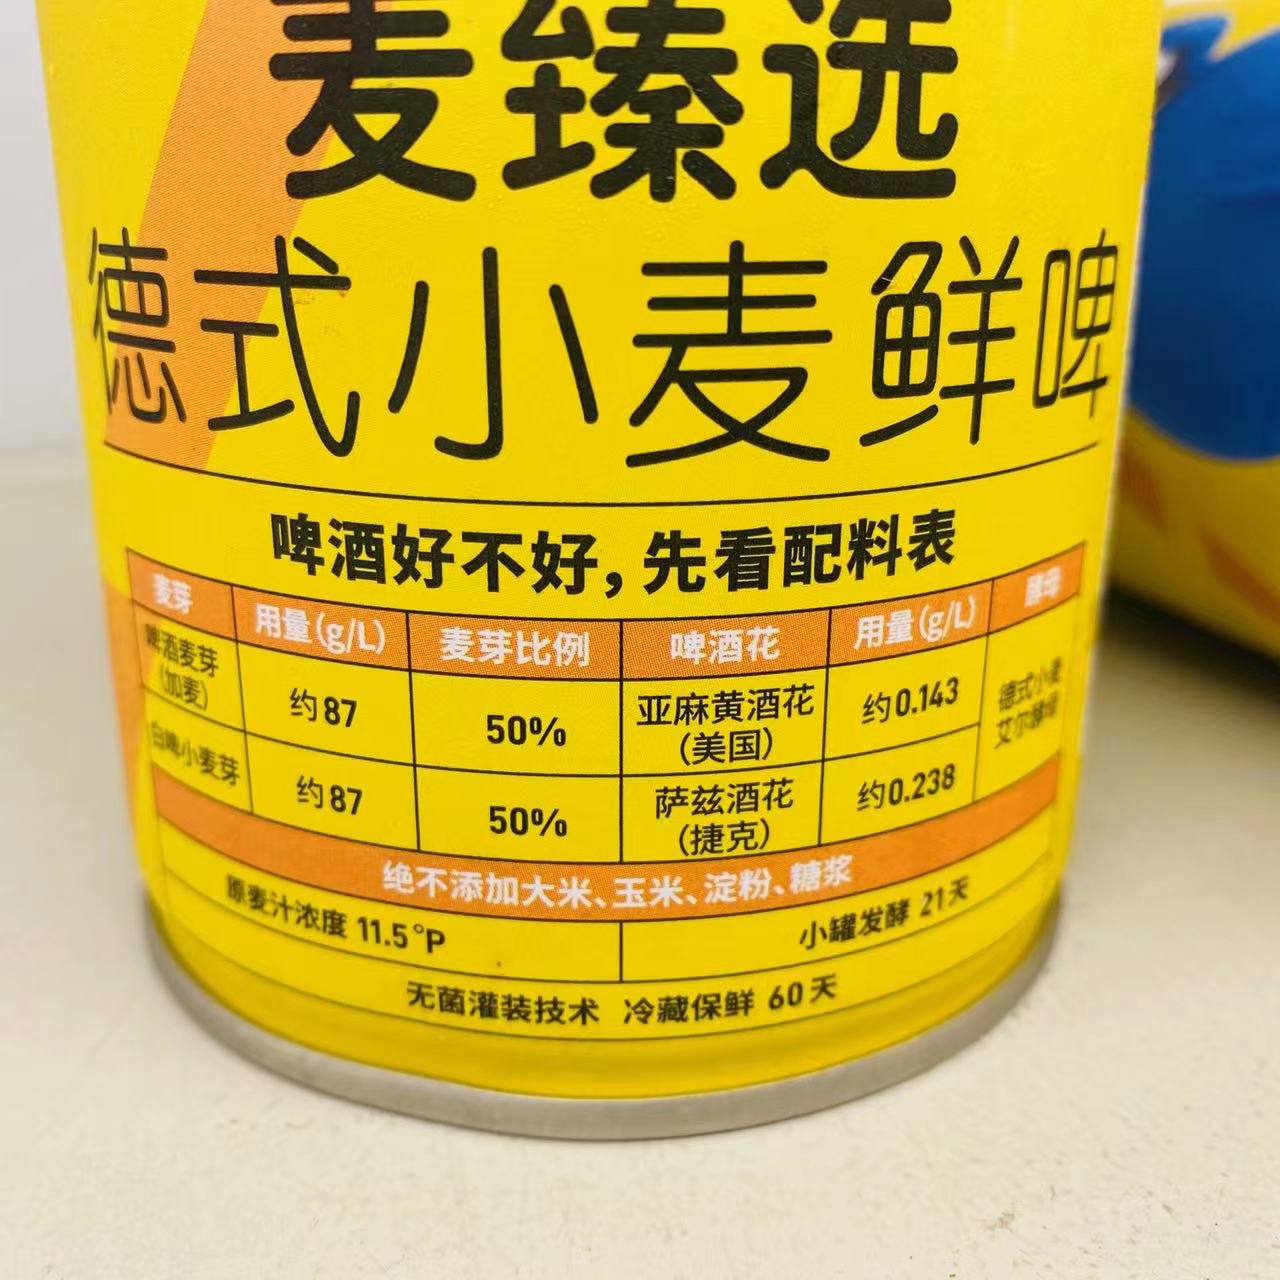 麦臻选
德式小麦鲜啤
啤酒好不好，先看配料表
麦芽 用量(g/L) 麦芽比例 啤酒花 用量(g/L) 酵母
啤酒麦芽(加麦) 约87 50% 亚麻黄酒花(美国) 约0.143 德式小麦艾尔酵母
白啤小麦芽 约87 50% 萨兹酒花(捷克) 约0.238
绝不添加大米、玉米、淀粉、糖浆
原麦汁浓度 11.5°P 小罐发酵 21天
无菌灌装技术 冷藏保鲜 60天